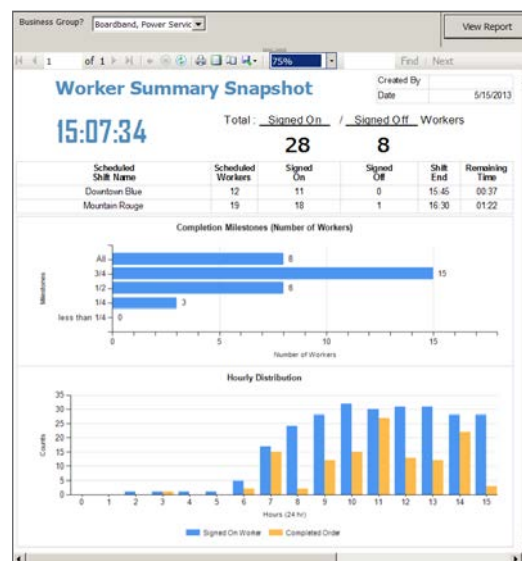 Business Group? Boardband, Power Servic View Report
1 of 1 75% Find | Next
Worker Summary Snapshot
Created By
Date 5/15/2013
15:07:34
Total : Signed On / Signed Off Workers
28 8
Scheduled Shift Name Scheduled Workers Signed On Signed Off Shift End Remaining Time
Downtown Blue 12 11 0 15:45 00:37
Mountain Rouge 19 18 1 16:30 01:22
Completion Milestones (Number of Workers)
Milestones
All 8
3/4 15
1/2 8
1/4 3
less than 1/4 0
0 5 10 15
Number of Workers
Hourly Distribution
Counts
35
30
25
20
15
10
5
0
0 1 2 3 4 5 6 7 8 9 10 11 12 13 14 15
Hours (24 hr)
Signed On Worker Completed Order